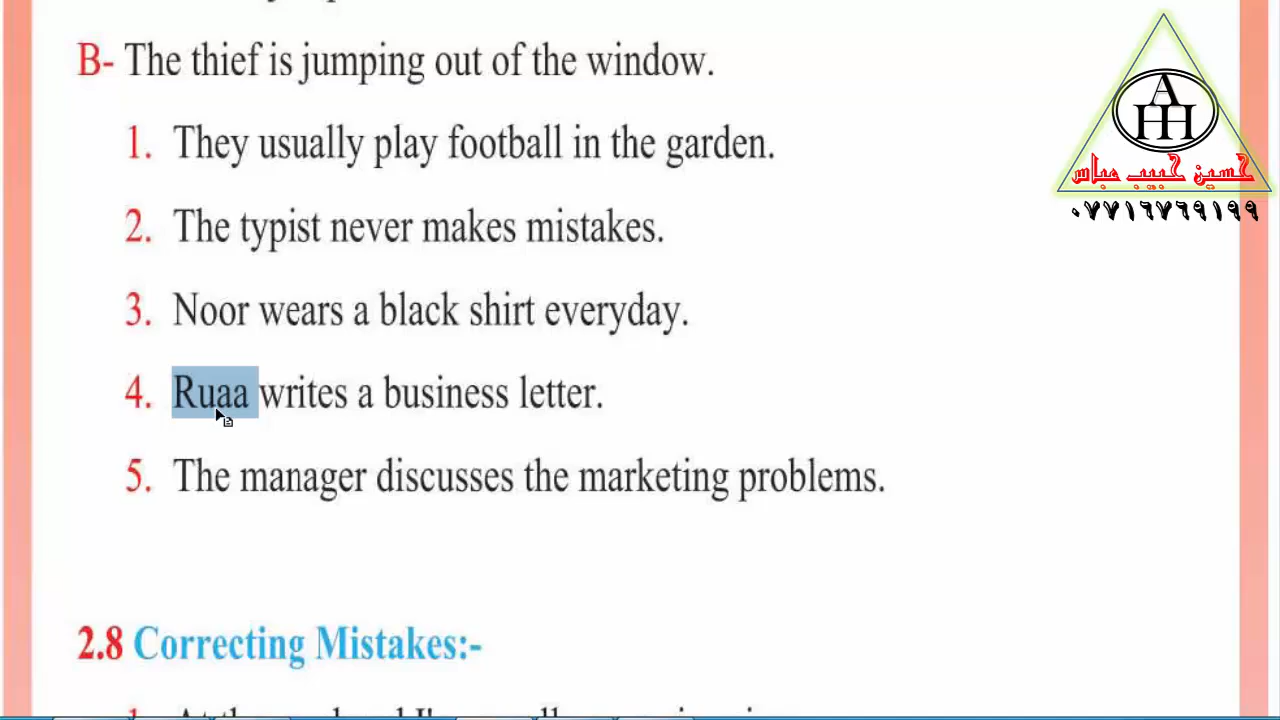 B- The thief is jumping out of the window.
1. They usually play football in the garden.
2. The typist never makes mistakes.
3. Noor wears a black shirt everyday.
4. Ruaa writes a business letter.
5. The manager discusses the marketing problems.
2.8 Correcting Mistakes:-
AHH
حسين حبيب عباس
٠٧٧١٦٧٦٩١٩٩